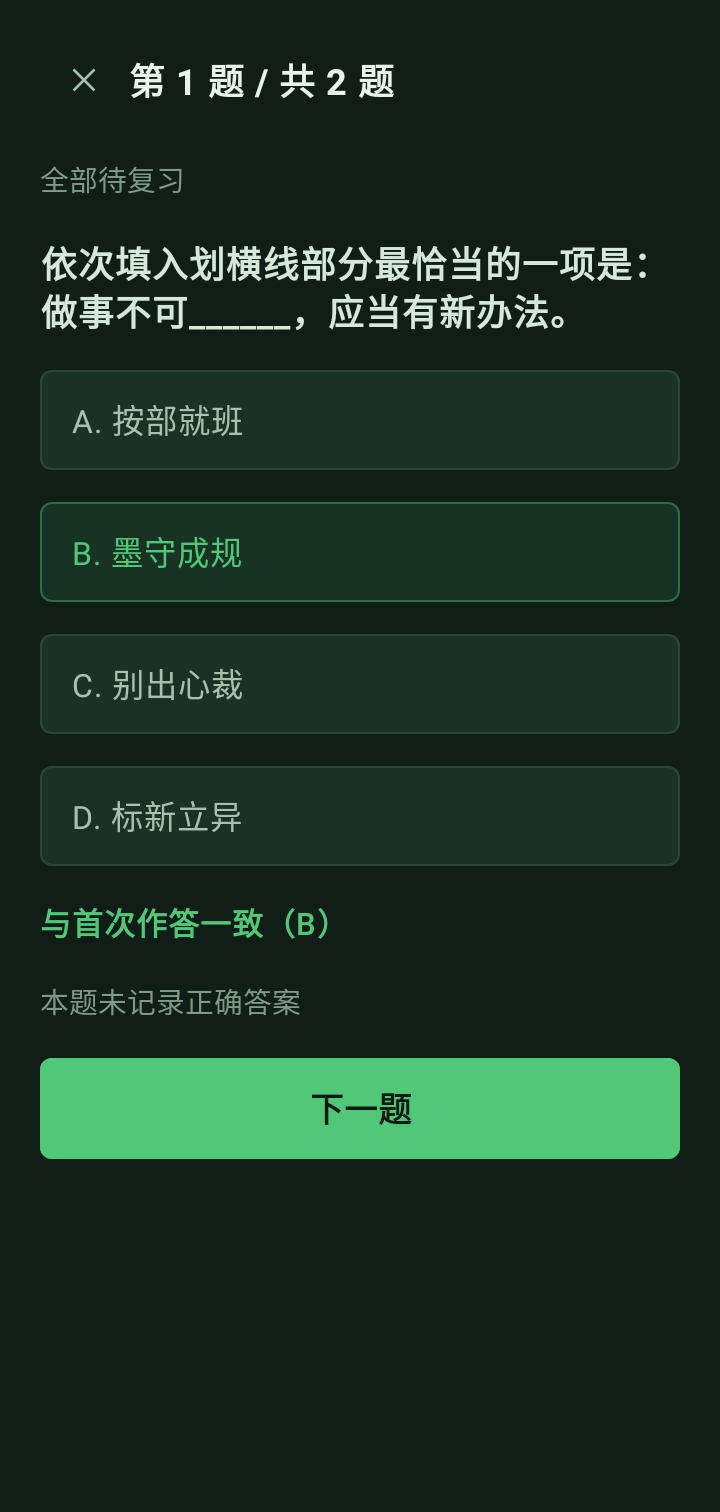 第 1 题 / 共 2 题
全部待复习
依次填入划横线部分最恰当的一项是：
做事不可______，应当有新办法。
A. 按部就班
B. 墨守成规
C. 别出心裁
D. 标新立异
与首次作答一致（B）
本题未记录正确答案
下一题